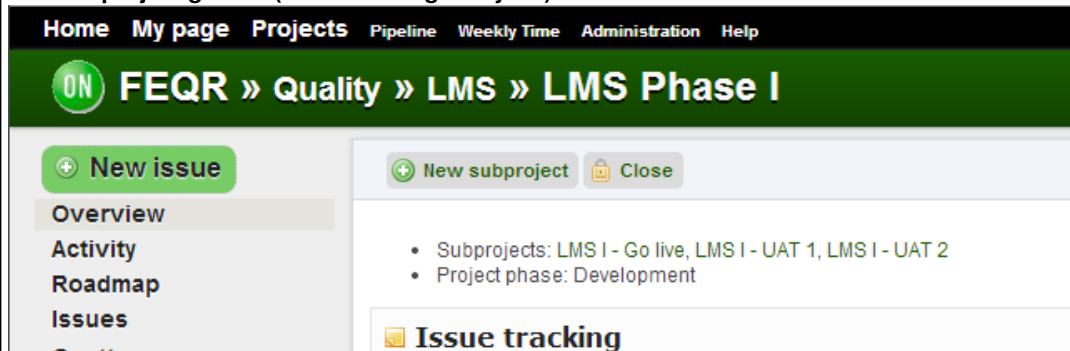 Home My page Projects Pipeline Weekly Time Administration Help
ON FEQR » Quality » LMS » LMS Phase I
New issue
New subproject Close
Overview
Activity
Roadmap
Issues
• Subprojects: LMS I - Go live, LMS I - UAT 1, LMS I - UAT 2
• Project phase: Development
Issue tracking